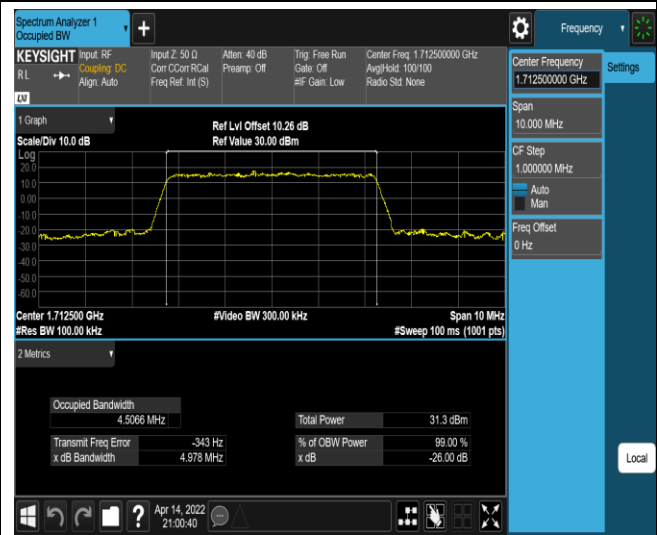 Spectrum Analyzer 1
Occupied BW
Frequency
KEYSIGHT
Input: RF
Coupling: DC
Align: Auto
Input Z: 50 Ω
Corr CCorr RCal
Freq Ref: Int (S)
Atten: 40 dB
Preamp: Off
Trig: Free Run
Gate: Off
#IF Gain: Low
Center Freq: 1.712500000 GHz
Avg|Hold: 100/100
Radio Std: None
RL
LXI
Center Frequency
1.712500000 GHz
Settings
Span
10.000 MHz
CF Step
1.000000 MHz
Auto
Man
Freq Offset
0 Hz
1 Graph
Scale/Div 10.0 dB
Ref Lvl Offset 10.26 dB
Ref Value 30.00 dBm
Log
20.0
10.0
0.00
-10.0
-20.0
-30.0
-40.0
-50.0
-60.0
Center 1.712500 GHz
#Video BW 300.00 kHz
Span 10 MHz
#Res BW 100.00 kHz
#Sweep 100 ms (1001 pts)
2 Metrics
Occupied Bandwidth
4.5066 MHz
Total Power 31.3 dBm
Transmit Freq Error -343 Hz
% of OBW Power 99.00 %
x dB Bandwidth 4.978 MHz
x dB -26.00 dB
Local
Apr 14, 2022
21:00:40